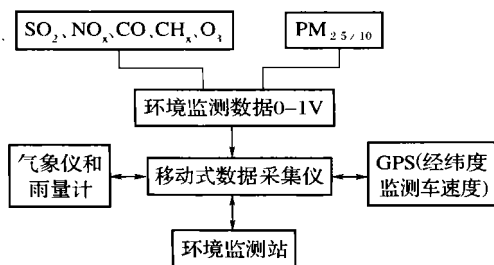 SO₂、NOₓ、CO、CHₓ、O₃
PM₂.₅/₁₀
环境监测数据0-1V
气象仪和
雨量计
移动式数据采集仪
GPS(经纬度
监测车速度)
环境监测站